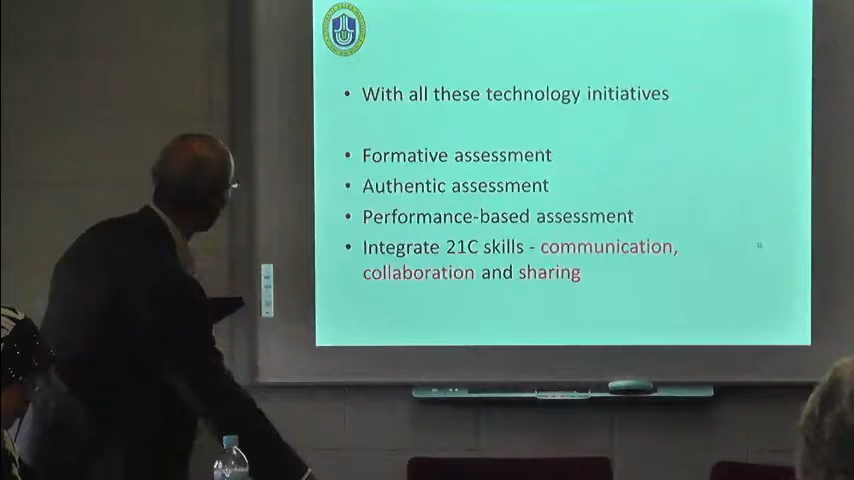 • With all these technology initiatives
• Formative assessment
• Authentic assessment
• Performance-based assessment
• Integrate 21C skills - communication,
collaboration and sharing